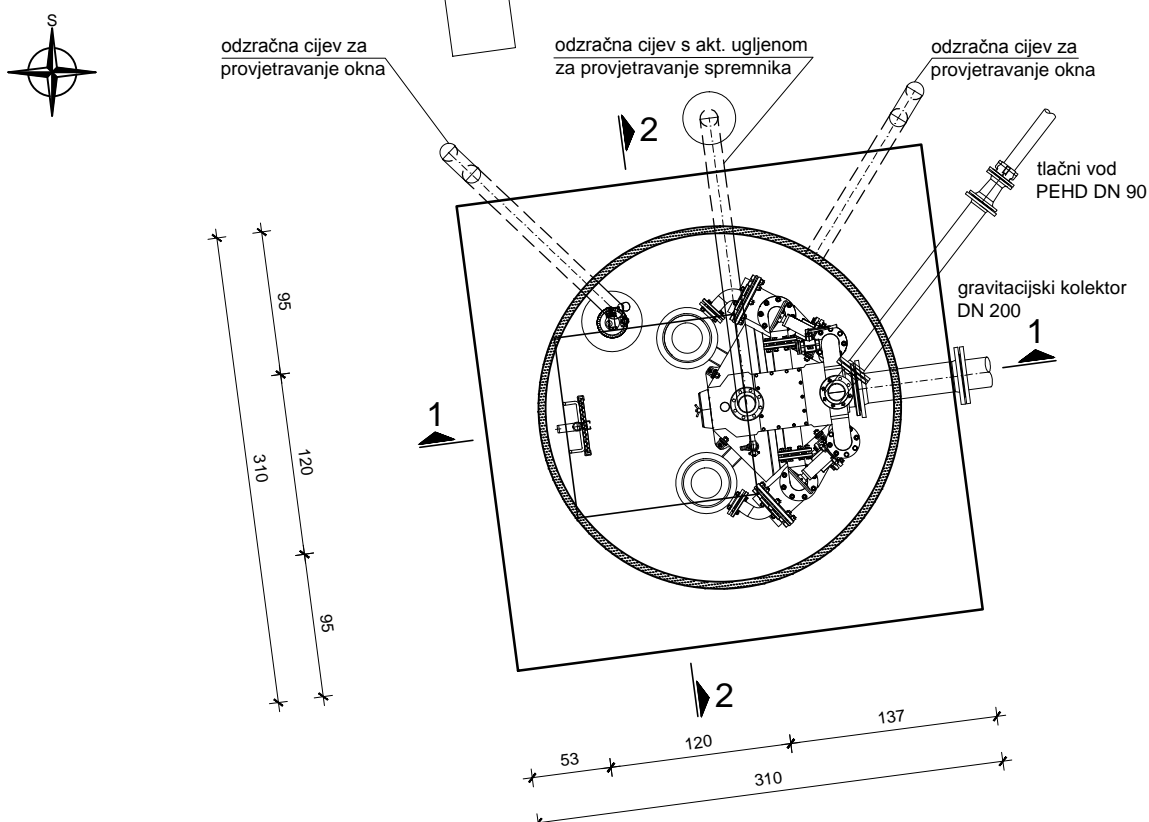 S
odzračna cijev za
provjetravanje okna
odzračna cijev s akt. ugljenom
za provjetravanje spremnika
odzračna cijev za
provjetravanje okna
2
tlačni vod
PEHD DN 90
gravitacijski kolektor
DN 200
1
1
95
310
120
95
2
53
120
137
310